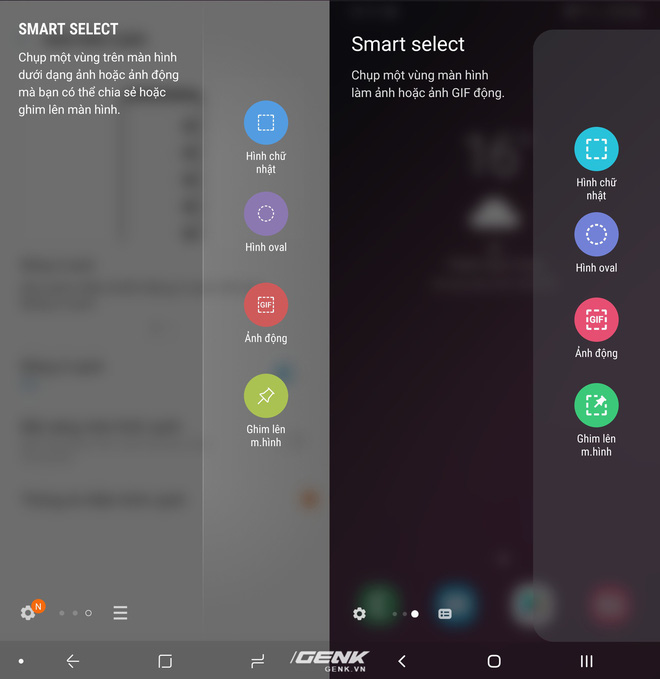 SMART SELECT
Chụp một vùng trên màn hình
dưới dạng ảnh hoặc ảnh động
mà bạn có thể chia sẻ hoặc
ghim lên màn hình.
Hình chữ
nhật
Hình oval
GIF
Ảnh động
Ghim lên
m.hình
N
Smart select
Chụp một vùng màn hình
làm ảnh hoặc ảnh GIF động.
16°
Hình chữ
nhật
Hình oval
GIF
Ảnh động
Ghim lên
m.hình
GENK
GENK.VN